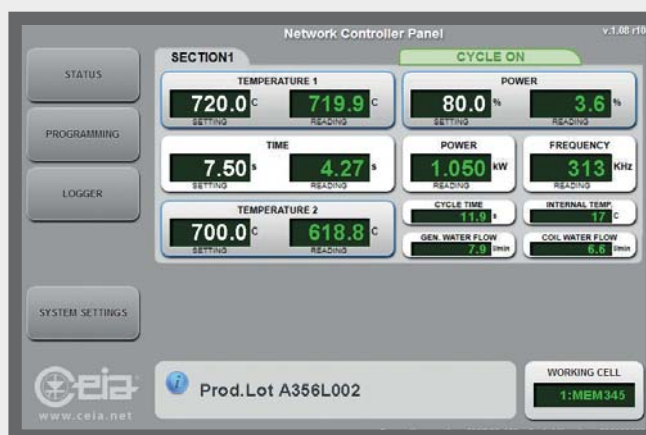 Network Controller Panel
v.1.08 r10
STATUS
PROGRAMMING
LOGGER
SYSTEM SETTINGS
SECTION1
CYCLE ON
TEMPERATURE 1
720.0 C 719.9 C
SETTING READING
POWER
80.0 % 3.6 %
SETTING READING
TIME
7.50 s 4.27 s
SETTING READING
POWER
1.050 kW
READING
FREQUENCY
313 KHz
READING
TEMPERATURE 2
700.0 C 618.8 C
SETTING READING
CYCLE TIME
11.9 s
INTERNAL TEMP.
17 C
GEN. WATER FLOW
7.9 l/min
COIL WATER FLOW
6.6 l/min
Ceia
www.ceia.net
Prod.Lot A356L002
WORKING CELL
1:MEM345